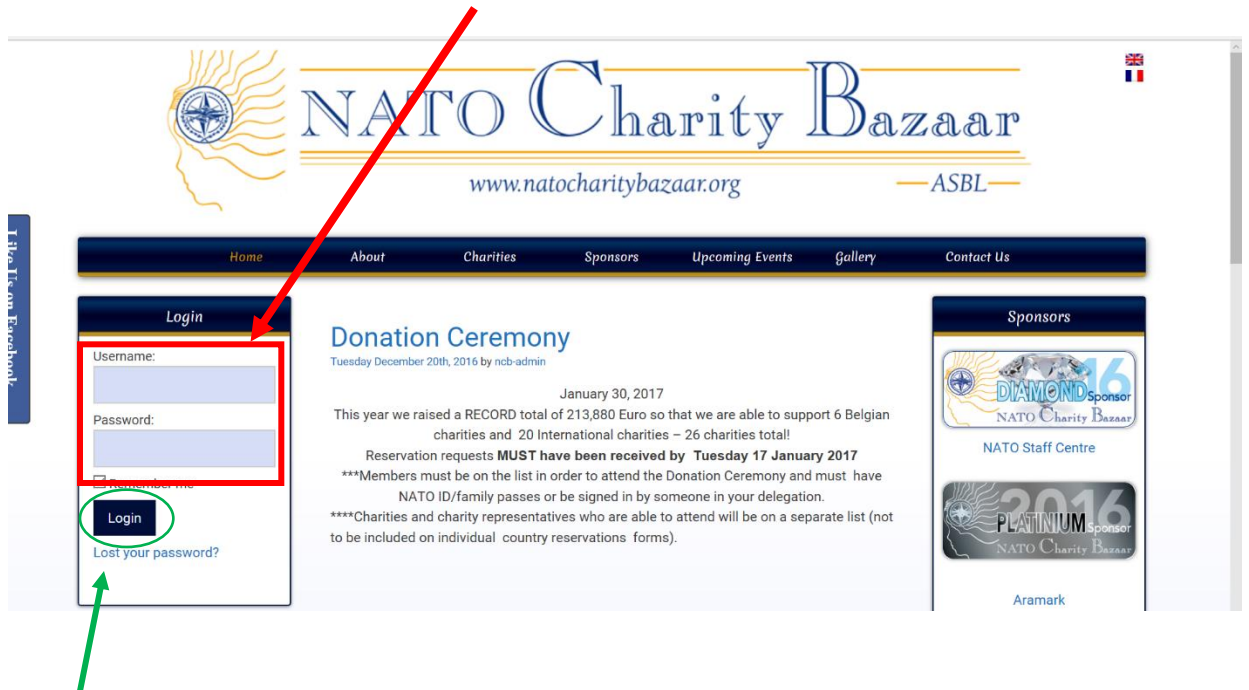 NATO Charity Bazaar
www.natocharitybazaar.org
ASBL
Like Us on Facebook
Home About Charities Sponsors Upcoming Events Gallery Contact Us
Login
Username:
Password:
Remember me
Login
Lost your password?
Donation Ceremony
Tuesday December 20th, 2016 by ncb-admin
January 30, 2017
This year we raised a RECORD total of 213,880 Euro so that we are able to support 6 Belgian
charities and 20 International charities – 26 charities total!
Reservation requests MUST have been received by Tuesday 17 January 2017
***Members must be on the list in order to attend the Donation Ceremony and must have
NATO ID/family passes or be signed in by someone in your delegation.
****Charities and charity representatives who are able to attend will be on a separate list (not
to be included on individual country reservations forms).
Sponsors
16
DIAMOND Sponsor
NATO Charity Bazaar
NATO Staff Centre
2016
PLATINIUM Sponsor
NATO Charity Bazaar
Aramark